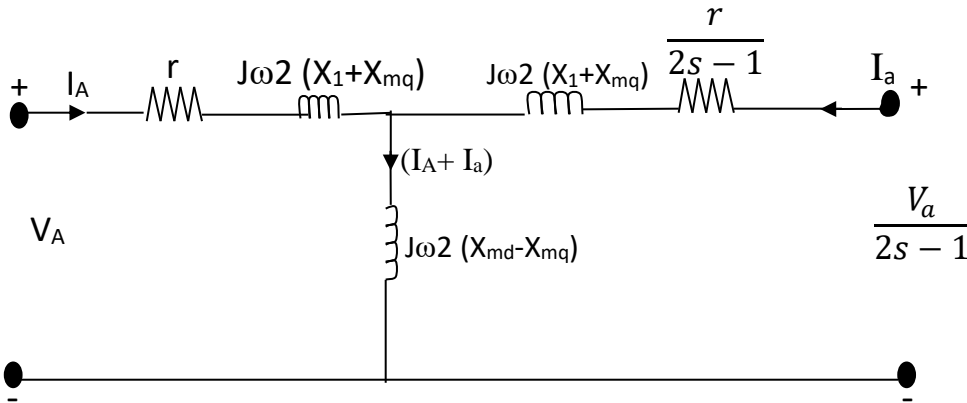 + I_A r Jω2 (X₁+X_mq) Jω2 (X₁+X_mq) r/(2s − 1) I_a +
(I_A+ I_a)
V_A Jω2 (X_md-X_mq) V_a/(2s − 1)
- -